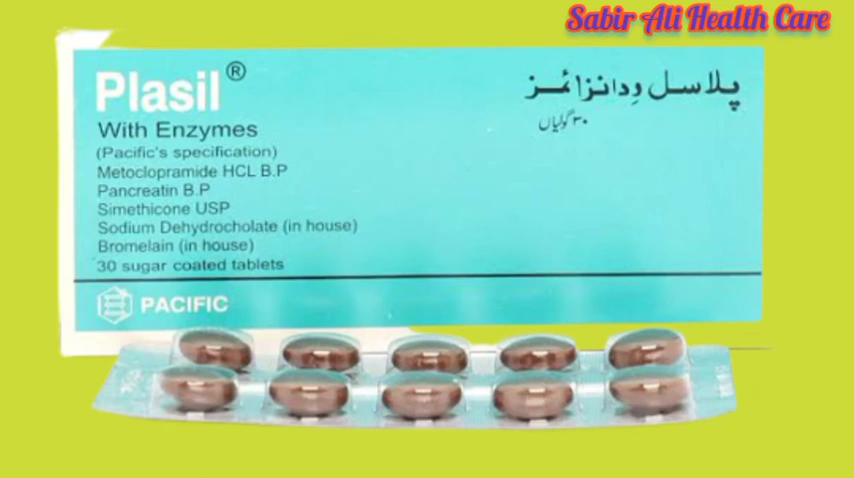 Sabir Ali Health Care
Plasil®
With Enzymes
(Pacific's specification)
Metoclopramide HCL B.P
Pancreatin B.P
Simethicone USP
Sodium Dehydrocholate (in house)
Bromelain (in house)
30 sugar coated tablets
PACIFIC
پلاسل وِدانزائمز
۳۰ گولیاں